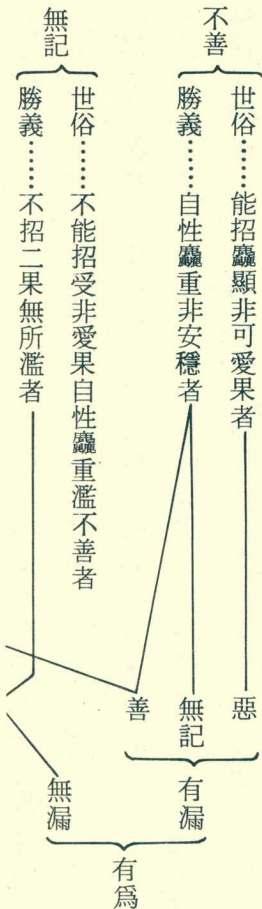 不善
世俗……能招麤顯非可愛果者
勝義……自性麤重非安穩者
無記
世俗……不能招受非愛果自性麤重濫不善者
勝義……不招二果無所濫者
惡
無記
善
有漏
無漏
有爲